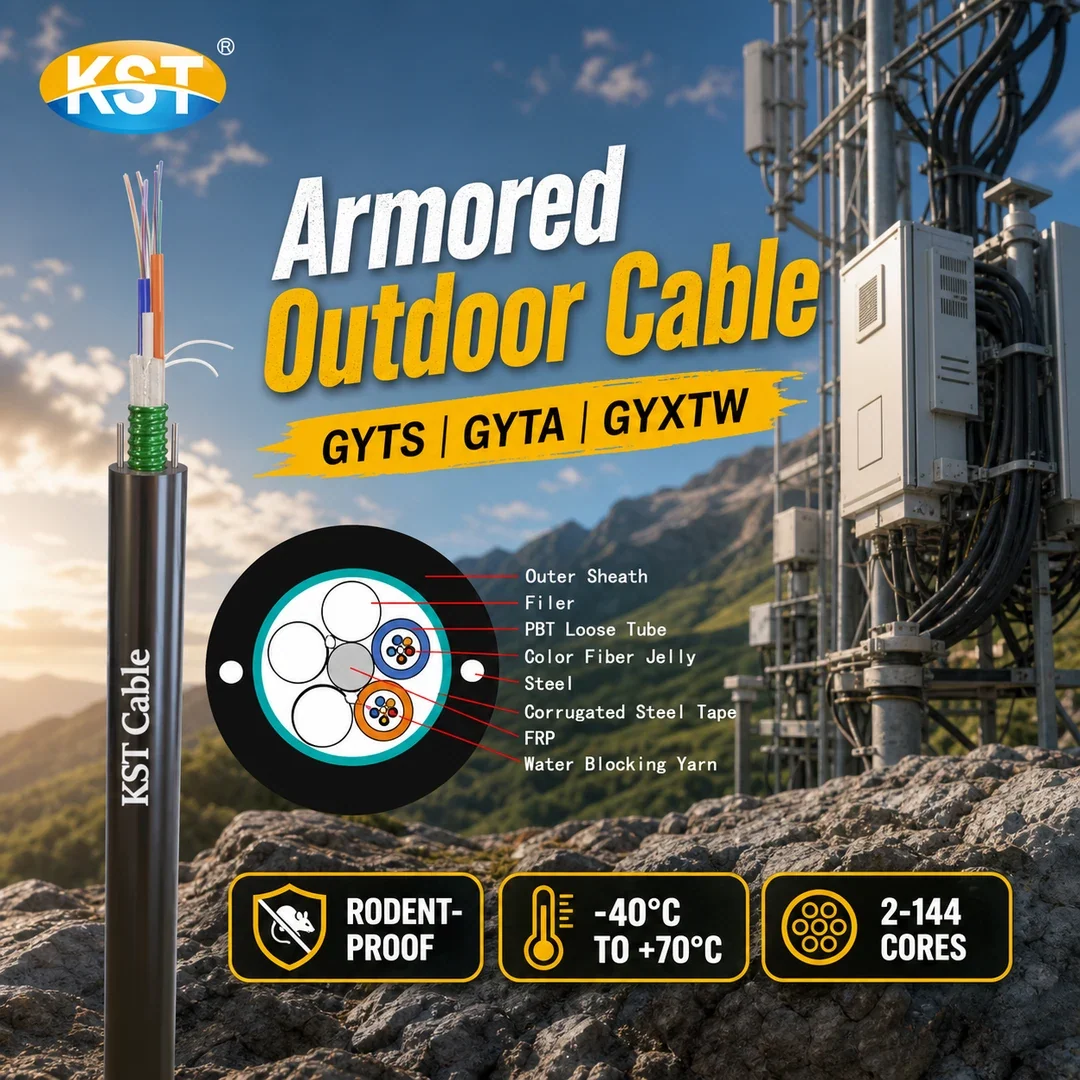 KST®
Armored
Outdoor Cable
GYTS | GYTA | GYXTW
Outer Sheath
Filer
PBT Loose Tube
Color Fiber Jelly
Steel
Corrugated Steel Tape
FRP
Water Blocking Yarn
KST Cable
RODENT-
PROOF
-40°C
TO +70°C
2-144
CORES